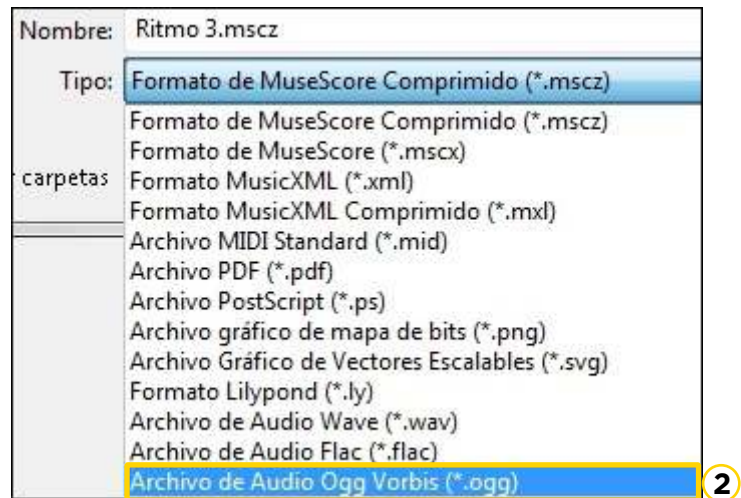 Nombre: Ritmo 3.mscz
Tipo: Formato de MuseScore Comprimido (*.mscz)
Formato de MuseScore Comprimido (*.mscz)
Formato de MuseScore (*.mscx)
carpetas Formato MusicXML (*.xml)
Formato MusicXML Comprimido (*.mxl)
Archivo MIDI Standard (*.mid)
Archivo PDF (*.pdf)
Archivo PostScript (*.ps)
Archivo gráfico de mapa de bits (*.png)
Archivo Gráfico de Vectores Escalables (*.svg)
Formato Lilypond (*.ly)
Archivo de Audio Wave (*.wav)
Archivo de Audio Flac (*.flac)
Archivo de Audio Ogg Vorbis (*.ogg) 2